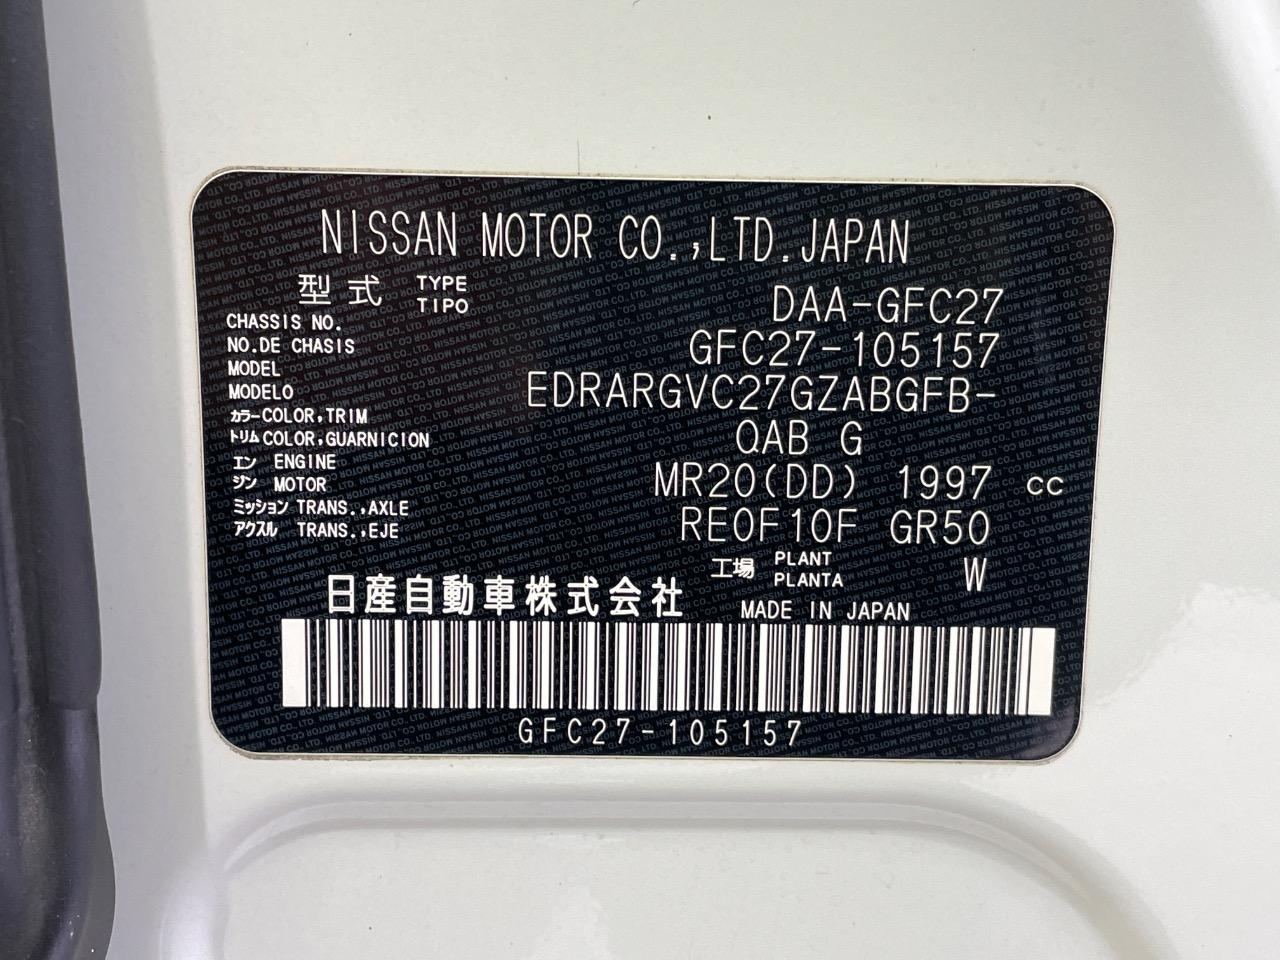 NISSAN MOTOR CO.,LTD.JAPAN
型式 TYPE TIPO DAA-GFC27
CHASSIS NO.
NO.DE CHASIS GFC27-105157
MODEL
MODELO EDRARGVC27GZABGFB-
カラー COLOR,TRIM
トリム COLOR,GUARNICION QAB G
エン ENGINE
ジン MOTOR MR20(DD) 1997 cc
ミッション TRANS.,AXLE
アクスル TRANS.,EJE RE0F10F GR50
工場 PLANT PLANTA W
日産自動車株式会社 MADE IN JAPAN
GFC27-105157